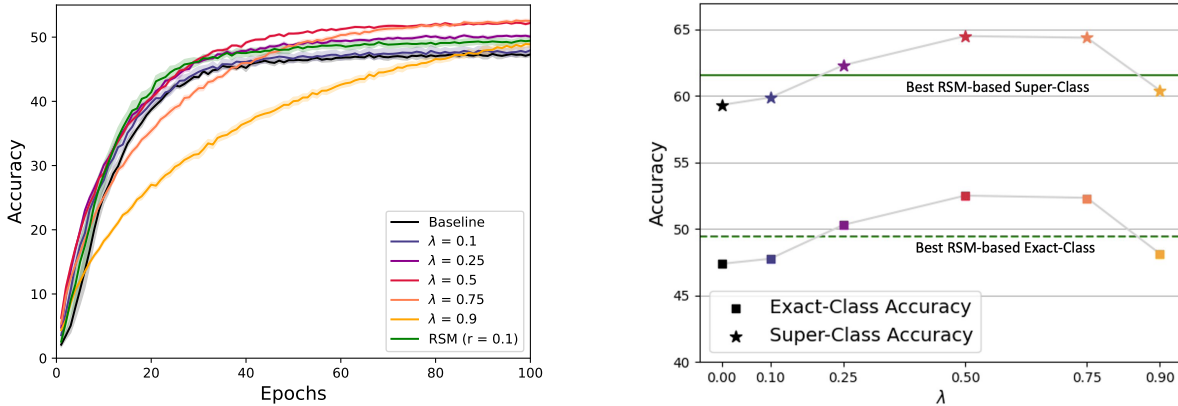 50
40
30
20
10
0
Accuracy
Baseline
λ = 0.1
λ = 0.25
λ = 0.5
λ = 0.75
λ = 0.9
RSM (r = 0.1)
0 20 40 60 80 100
Epochs
65
60
55
50
45
40
Accuracy
Best RSM-based Super-Class
Best RSM-based Exact-Class
Exact-Class Accuracy
Super-Class Accuracy
0.00 0.10 0.25 0.50 0.75 0.90
λ